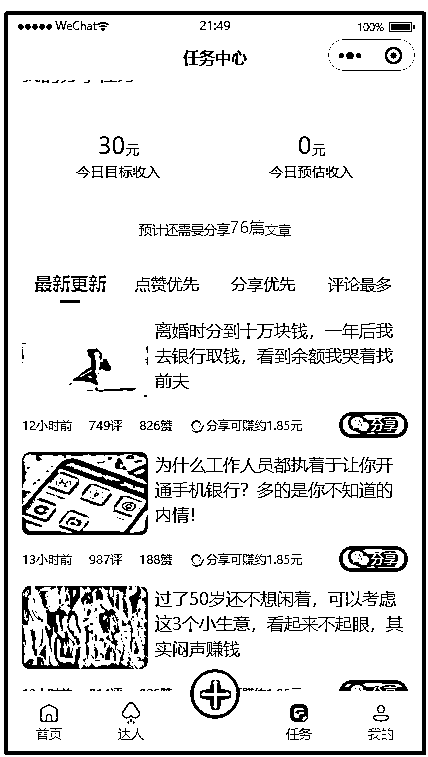 WeChat
21:49
100%
任务中心
30元
0元
今日目标收入
今日预估收入
预计还需要分享76篇文章
最新更新
点赞优先
分享优先
评论最多
离婚时分到十万块钱，一年后我
去银行取钱，看到余额我哭着找
前夫
12小时前
749评
826赞
分享可赚约1.85元
分享
为什么工作人员都执着于让你开
通手机银行？多的是你不知道的
内情！
13小时前
987评
188赞
分享可赚约1.85元
分享
过了50岁还不想闲着，可以考虑
这3个小生意，看起来不起眼，其
实闷声赚钱
首页
达人
任务
我的